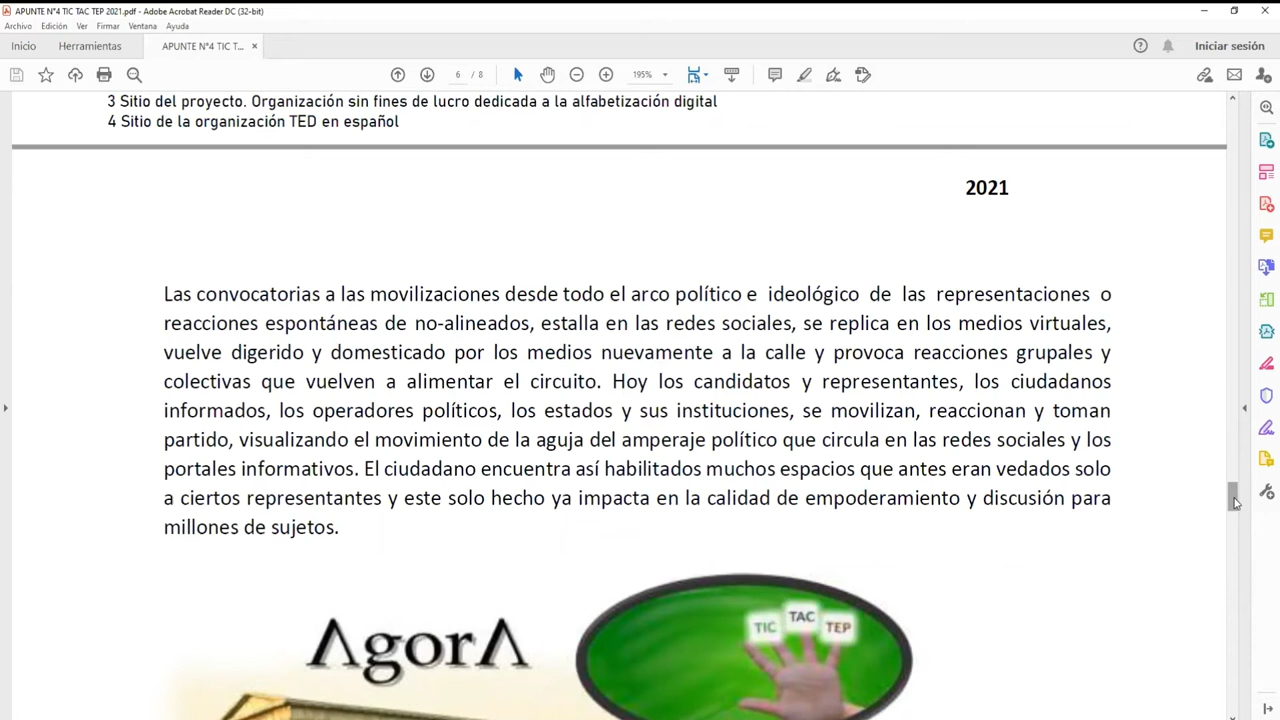 APUNTE N°4 TIC TAC TEP 2021.pdf - Adobe Acrobat Reader DC (32-bit)
Archivo Edición Ver Firmar Ventana Ayuda
Inicio Herramientas APUNTE N°4 TIC T... × Iniciar sesión
6 / 8 195%
3 Sitio del proyecto. Organización sin fines de lucro dedicada a la alfabetización digital
4 Sitio de la organización TED en español
2021
Las convocatorias a las movilizaciones desde todo el arco político e ideológico de las representaciones o
reacciones espontáneas de no-alineados, estalla en las redes sociales, se replica en los medios virtuales,
vuelve digerido y domesticado por los medios nuevamente a la calle y provoca reacciones grupales y
colectivas que vuelven a alimentar el circuito. Hoy los candidatos y representantes, los ciudadanos
informados, los operadores políticos, los estados y sus instituciones, se movilizan, reaccionan y toman
partido, visualizando el movimiento de la aguja del amperaje político que circula en las redes sociales y los
portales informativos. El ciudadano encuentra así habilitados muchos espacios que antes eran vedados solo
a ciertos representantes y este solo hecho ya impacta en la calidad de empoderamiento y discusión para
millones de sujetos.
TIC TAC TEP
ΛgorΛ